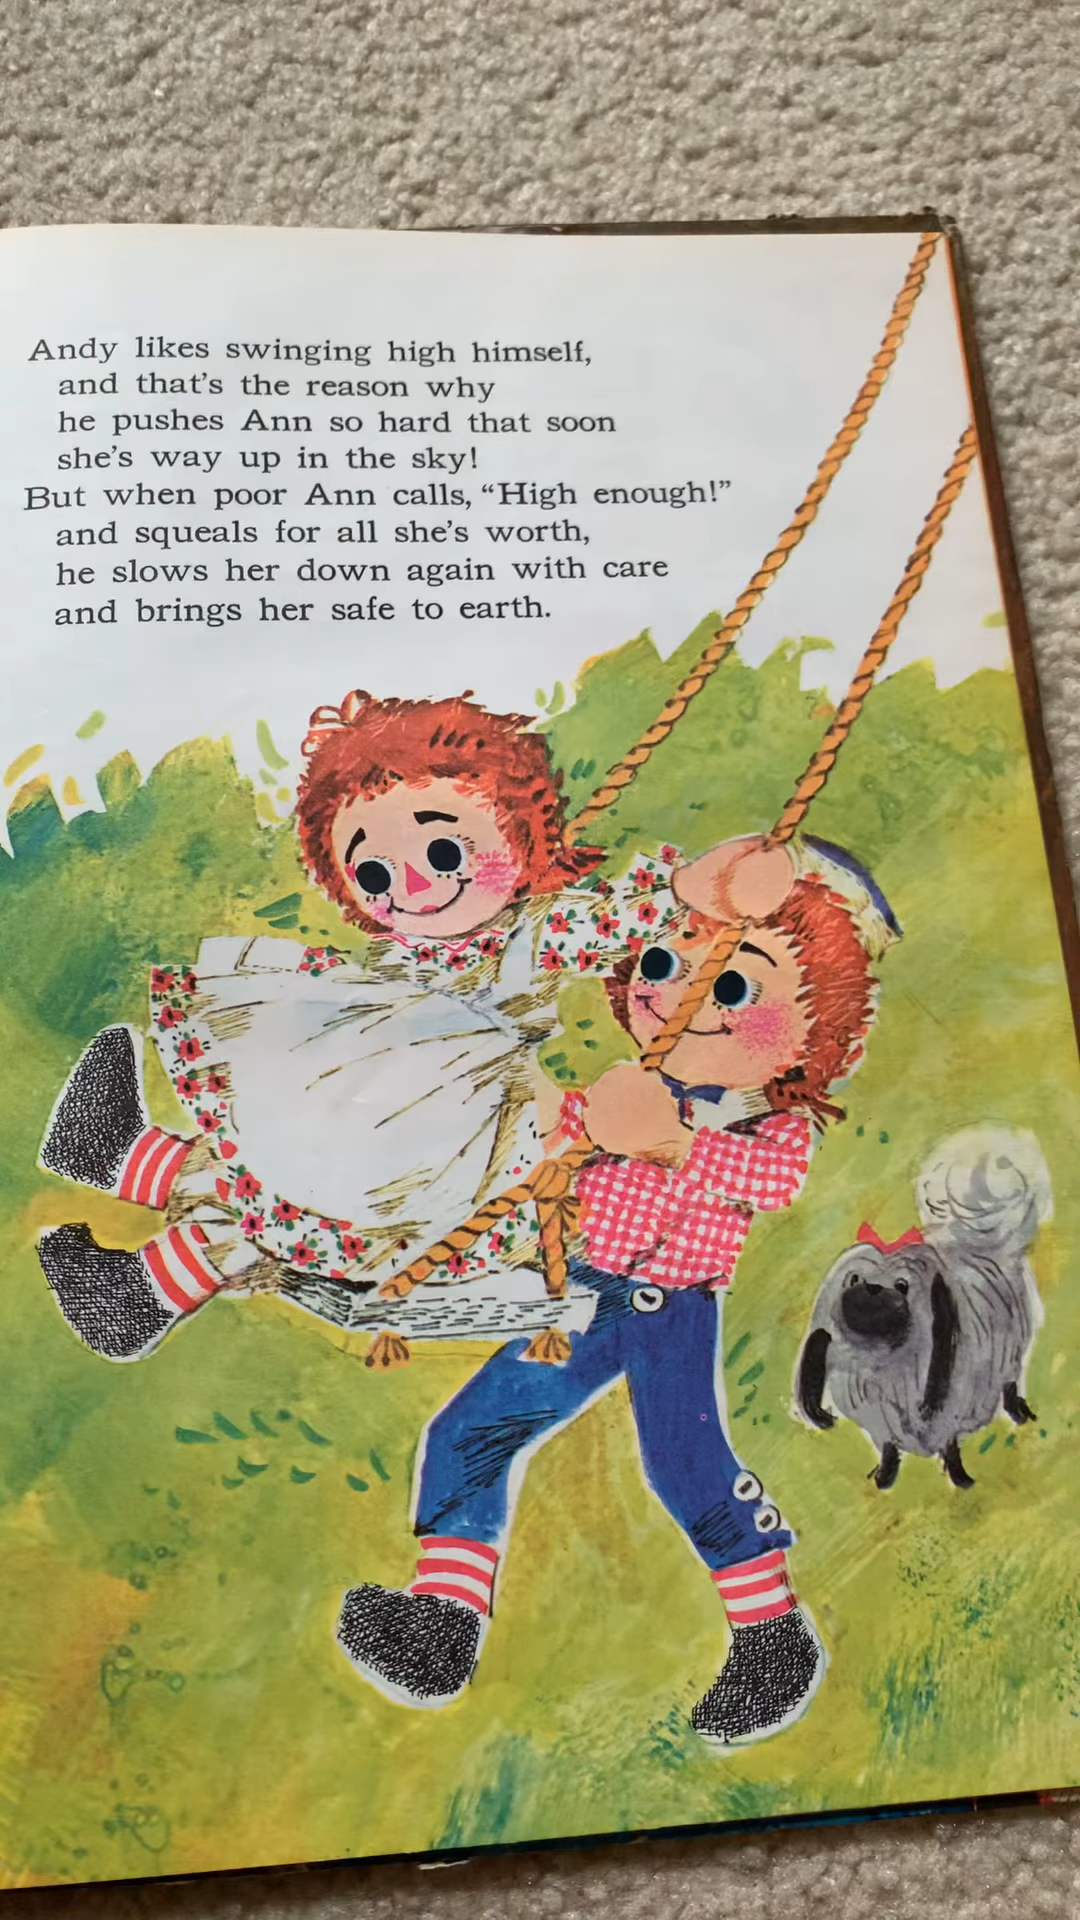 Andy likes swinging high himself,
and that's the reason why
he pushes Ann so hard that soon
she's way up in the sky!
But when poor Ann calls, “High enough!”
and squeals for all she's worth,
he slows her down again with care
and brings her safe to earth.